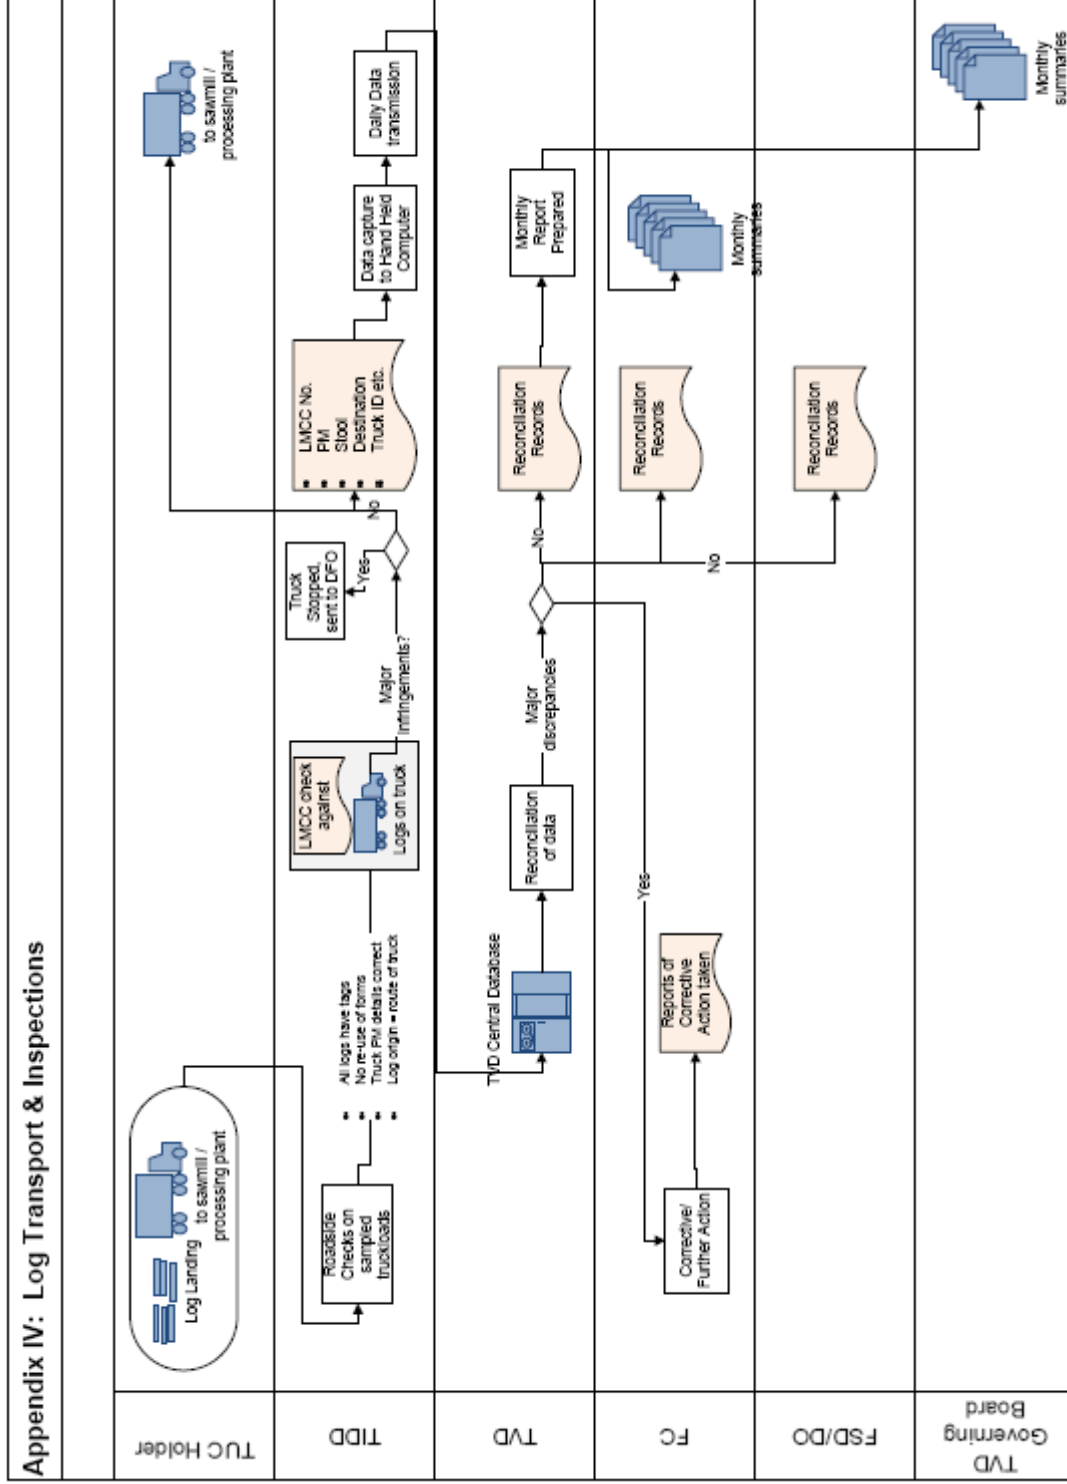 Appendix IV: Log Transport & Inspections
TUC Holder
Log Landing
to sawmill /
processing plant
to sawmill /
processing plant
TIDD
Roadside
Checks on
sampled
truckloads
All logs have tags
No re-use of forms
Truck PM details correct
Log origin = route of truck
LMCC check
against
Logs on truck
Major
infringements?
Yes
Truck
Stopped,
sent to DFO
No
LMCC No.
PM
Stool
Destination
Truck ID etc.
Data capture
to Hand Held
Computer
Daily Data
transmission
TVD
TVD Central Database
Reconciliation
of data
Major
discrepancies
No
Reconciliation
Records
Monthly
Report
Prepared
FC
Corrective/
Further Action
Reports of
Corrective
Action taken
Yes
Reconciliation
Records
Monthly
summaries
FSD/DO
No
Reconciliation
Records
TVD
Governing
Board
Monthly
summaries